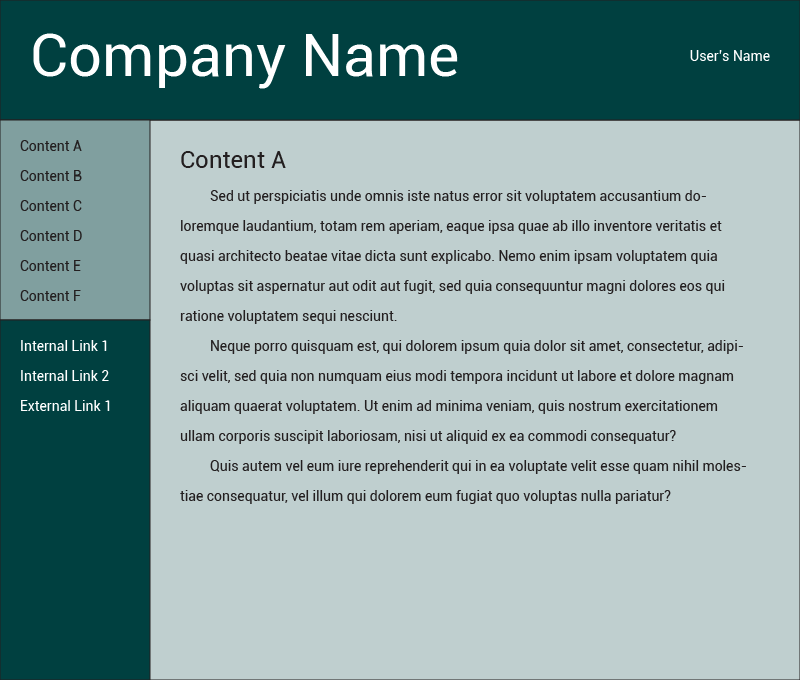 Company Name
User's Name
Content A
Content B
Content C
Content D
Content E
Content F
Internal Link 1
Internal Link 2
External Link 1
Content A
Sed ut perspiciatis unde omnis iste natus error sit voluptatem accusantium do-
loremque laudantium, totam rem aperiam, eaque ipsa quae ab illo inventore veritatis et
quasi architecto beatae vitae dicta sunt explicabo. Nemo enim ipsam voluptatem quia
voluptas sit aspernatur aut odit aut fugit, sed quia consequuntur magni dolores eos qui
ratione voluptatem sequi nesciunt.
Neque porro quisquam est, qui dolorem ipsum quia dolor sit amet, consectetur, adipi-
sci velit, sed quia non numquam eius modi tempora incidunt ut labore et dolore magnam
aliquam quaerat voluptatem. Ut enim ad minima veniam, quis nostrum exercitationem
ullam corporis suscipit laboriosam, nisi ut aliquid ex ea commodi consequatur?
Quis autem vel eum iure reprehenderit qui in ea voluptate velit esse quam nihil moles-
tiae consequatur, vel illum qui dolorem eum fugiat quo voluptas nulla pariatur?